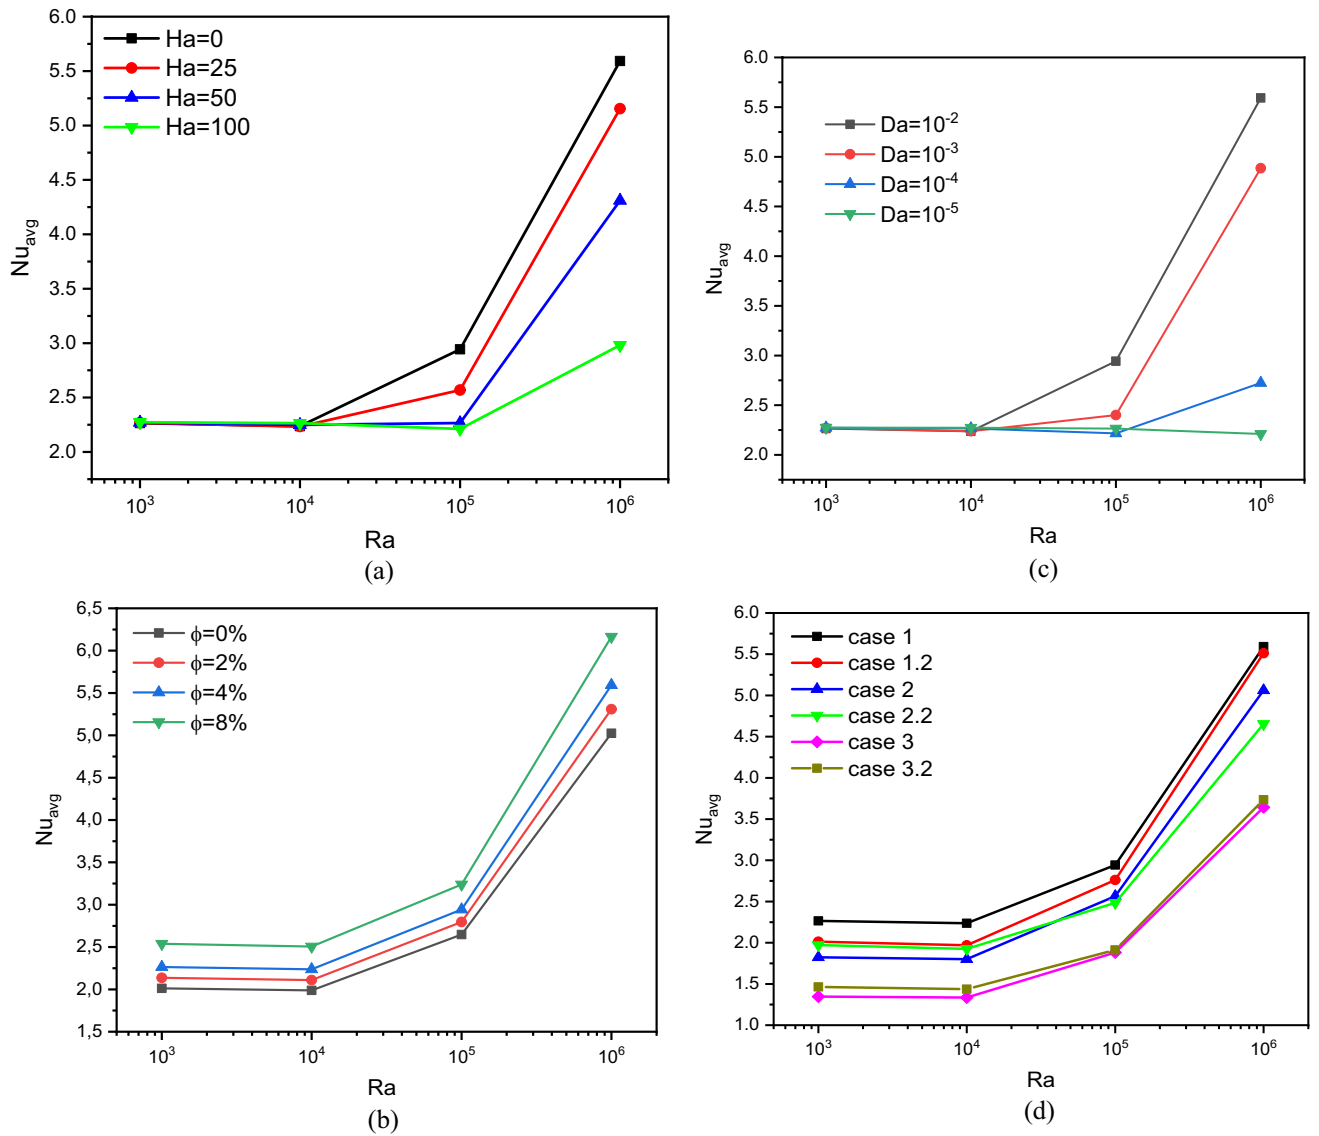 6.0
5.5
5.0
4.5
4.0
3.5
3.0
2.5
2.0
Nu_avg
Ha=0
Ha=25
Ha=50
Ha=100
10³ 10⁴ 10⁵ 10⁶
Ra
(a)
6.0
5.5
5.0
4.5
4.0
3.5
3.0
2.5
2.0
Nu_avg
Da=10⁻²
Da=10⁻³
Da=10⁻⁴
Da=10⁻⁵
10³ 10⁴ 10⁵ 10⁶
Ra
(c)
6,5
6,0
5,5
5,0
4,5
4,0
3,5
3,0
2,5
2,0
1,5
Nu_avg
ϕ=0%
ϕ=2%
ϕ=4%
ϕ=8%
10³ 10⁴ 10⁵ 10⁶
Ra
(b)
6.0
5.5
5.0
4.5
4.0
3.5
3.0
2.5
2.0
1.5
1.0
Nu_avg
case 1
case 1.2
case 2
case 2.2
case 3
case 3.2
10³ 10⁴ 10⁵ 10⁶
Ra
(d)